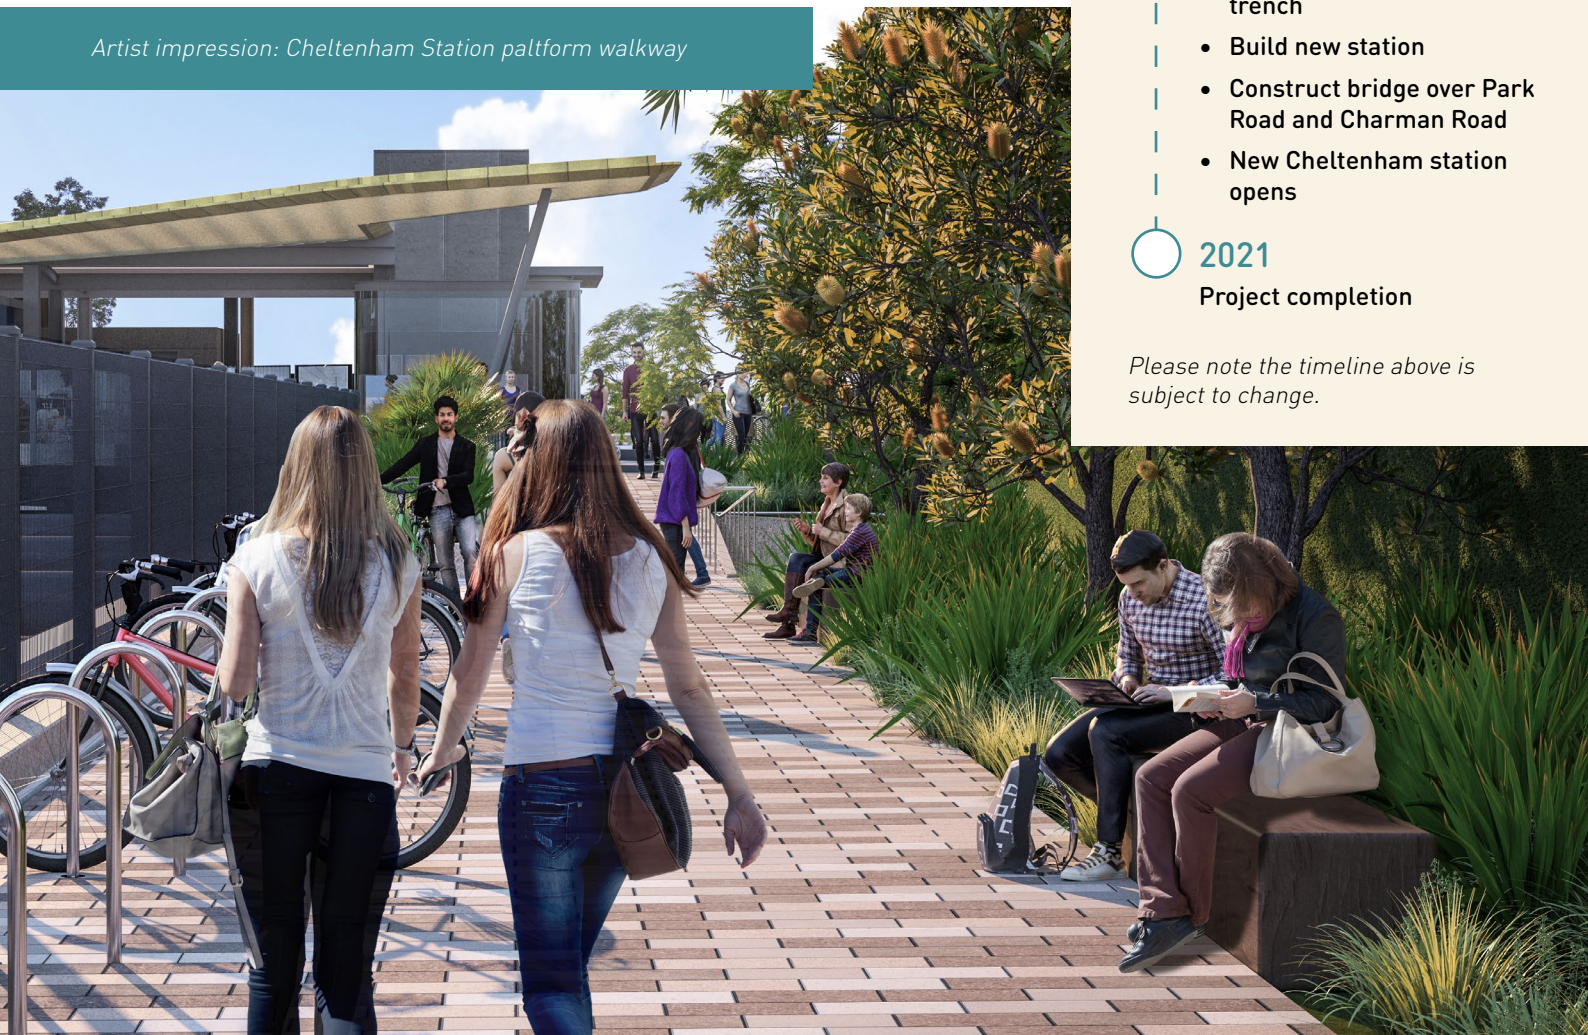 Artist impression: Cheltenham Station paltform walkway
trench
• Build new station
• Construct bridge over Park
Road and Charman Road
• New Cheltenham station
opens
2021
Project completion
Please note the timeline above is
subject to change.